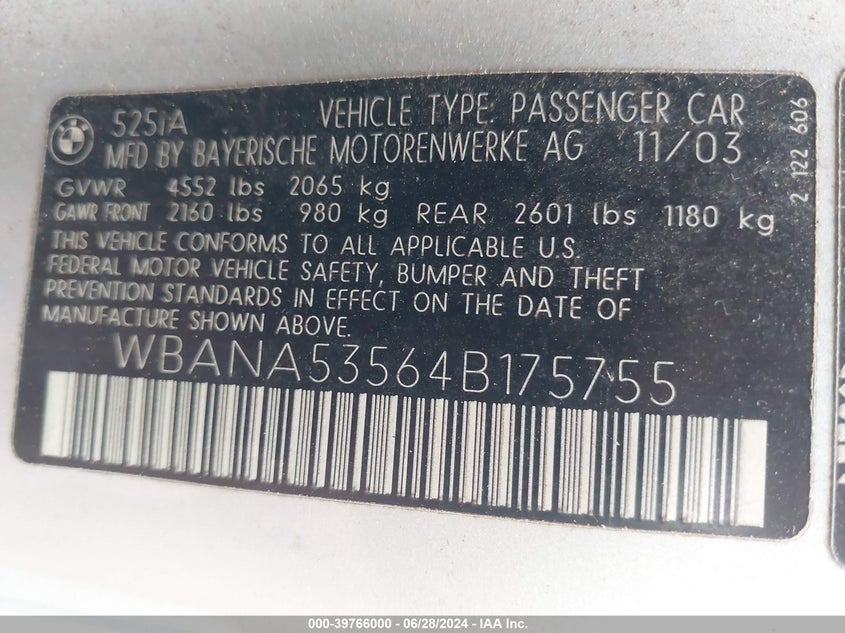 BMW
525iA VEHICLE TYPE: PASSENGER CAR
MFD BY BAYERISCHE MOTORENWERKE AG 11/03
GVWR 4552 lbs 2065 kg
GAWR FRONT 2160 lbs 980 kg REAR 2601 lbs 1180 kg
THIS VEHICLE CONFORMS TO ALL APPLICABLE U.S.
FEDERAL MOTOR VEHICLE SAFETY, BUMPER AND THEFT
PREVENTION STANDARDS IN EFFECT ON THE DATE OF
MANUFACTURE SHOWN ABOVE.
WBANA53564B175755
2 122 606
000-39766000 - 06/28/2024 - IAA Inc.